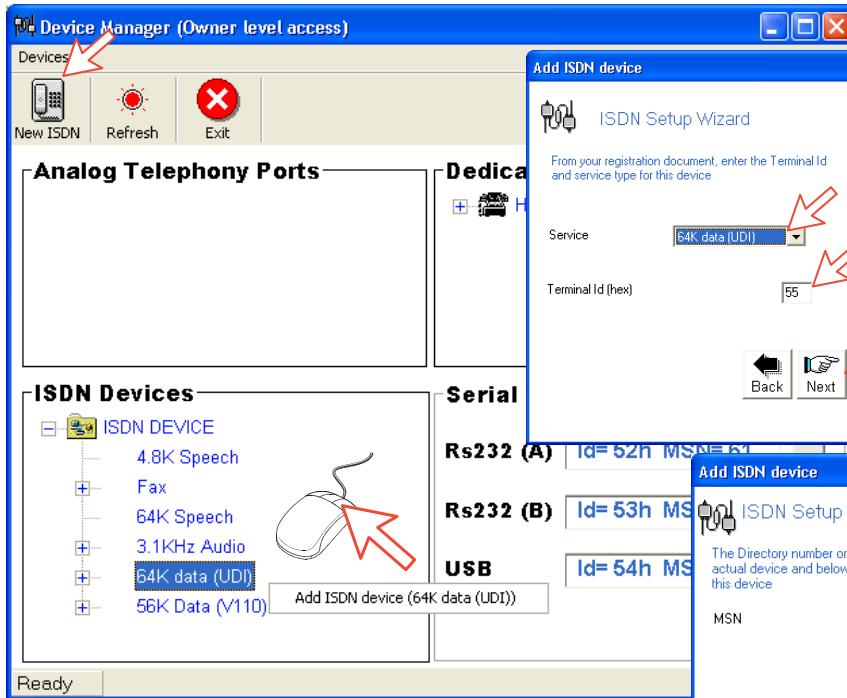 Device Manager (Owner level access)
Devices
New ISDN
Refresh
Exit
Analog Telephony Ports
ISDN Devices
ISDN DEVICE
4.8K Speech
Fax
64K Speech
3.1KHz Audio
64K data (UDI)
56K Data (V110)
Add ISDN device (64K data (UDI))
Serial
Rs232 (A) Id= 52h MSN= 61
Rs232 (B) Id= 53h MS
USB Id= 54h MS
Add ISDN device
ISDN Setup Wizard
From your registration document, enter the Terminal Id
and service type for this device
Service 64K data (UDI)
Terminal Id (hex) 55
Back Next
Add ISDN device
ISDN Setup
The Directory number or
actual device and below
this device
MSN
Ready